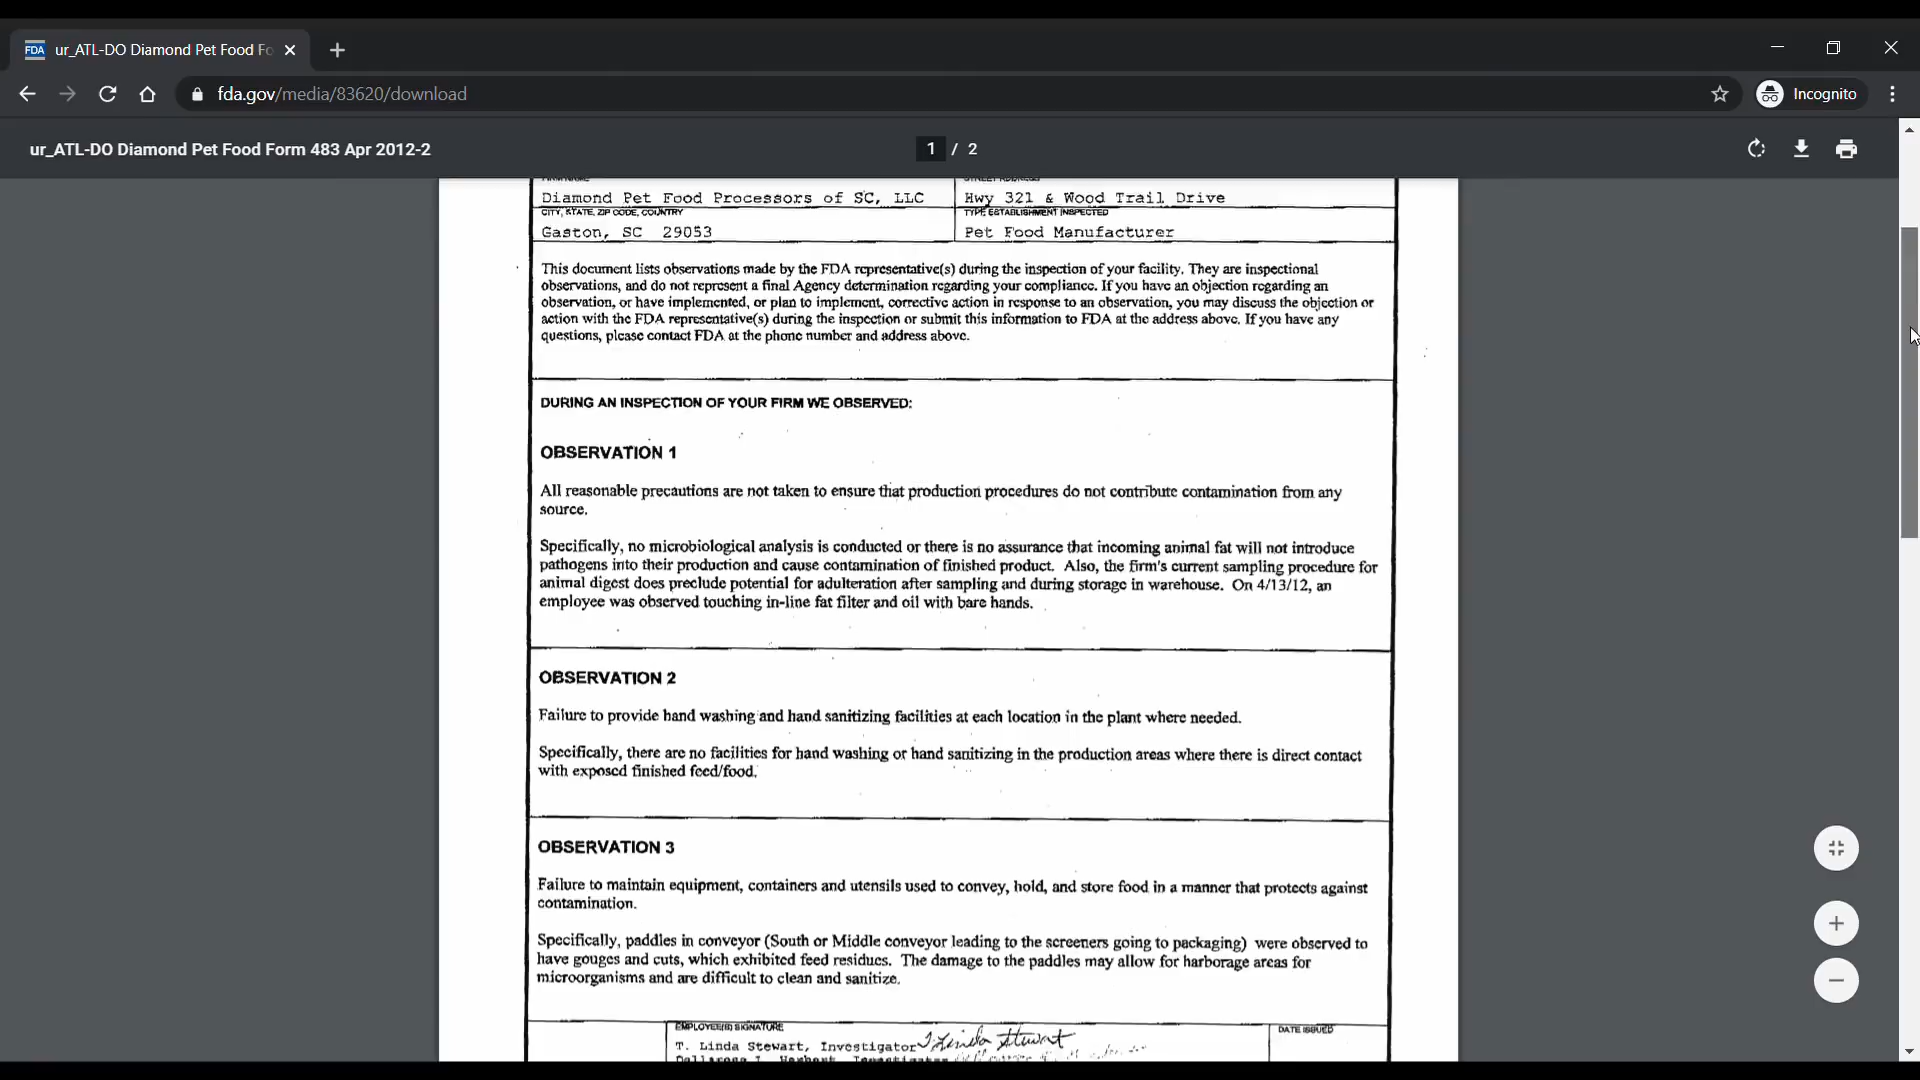 FDA ur_ATL-DO Diamond Pet Food Fo
fda.gov/media/83620/download
Incognito
ur_ATL-DO Diamond Pet Food Form 483 Apr 2012-2
1 / 2
FIRM NAME
STREET ADDRESS
Diamond Pet Food Processors of SC, LLC
Hwy 321 & Wood Trail Drive
CITY, STATE, ZIP CODE, COUNTRY
TYPE ESTABLISHMENT INSPECTED
Gaston, SC 29053
Pet Food Manufacturer
This document lists observations made by the FDA representative(s) during the inspection of your facility. They are inspectional
observations, and do not represent a final Agency determination regarding your compliance. If you have an objection regarding an
observation, or have implemented, or plan to implement, corrective action in response to an observation, you may discuss the objection or
action with the FDA representative(s) during the inspection or submit this information to FDA at the address above. If you have any
questions, please contact FDA at the phone number and address above.
DURING AN INSPECTION OF YOUR FIRM WE OBSERVED:
OBSERVATION 1
All reasonable precautions are not taken to ensure that production procedures do not contribute contamination from any
source.
Specifically, no microbiological analysis is conducted or there is no assurance that incoming animal fat will not introduce
pathogens into their production and cause contamination of finished product. Also, the firm's current sampling procedure for
animal digest does preclude potential for adulteration after sampling and during storage in warehouse. On 4/13/12, an
employee was observed touching in-line fat filter and oil with bare hands.
OBSERVATION 2
Failure to provide hand washing and hand sanitizing facilities at each location in the plant where needed.
Specifically, there are no facilities for hand washing or hand sanitizing in the production areas where there is direct contact
with exposed finished feed/food.
OBSERVATION 3
Failure to maintain equipment, containers and utensils used to convey, hold, and store food in a manner that protects against
contamination.
Specifically, paddles in conveyor (South or Middle conveyor leading to the screeners going to packaging) were observed to
have gouges and cuts, which exhibited feed residues. The damage to the paddles may allow for harborage areas for
microorganisms and are difficult to clean and sanitize.
EMPLOYEE(S) SIGNATURE
DATE ISSUED
T. Linda Stewart, Investigator